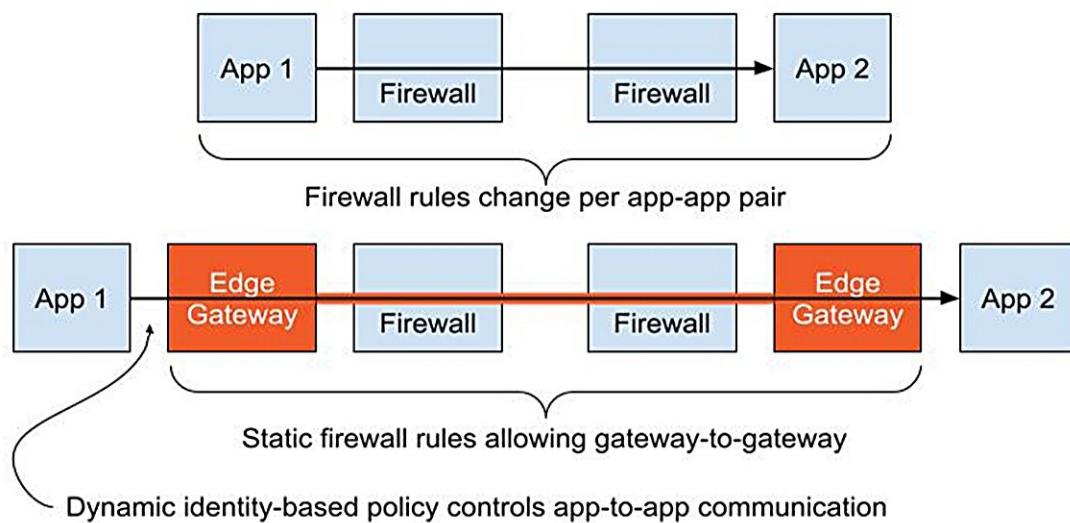 App 1
Firewall
Firewall
App 2
Firewall rules change per app-app pair
App 1
Edge
Gateway
Firewall
Firewall
Edge
Gateway
App 2
Static firewall rules allowing gateway-to-gateway
Dynamic identity-based policy controls app-to-app communication